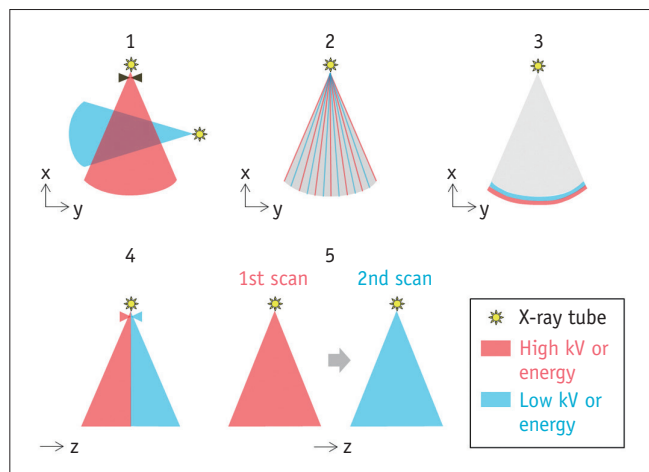 1
2
3
x
y
x
y
x
y
4
5
1st scan
2nd scan
z
z
X-ray tube
High kV or
energy
Low kV or
energy